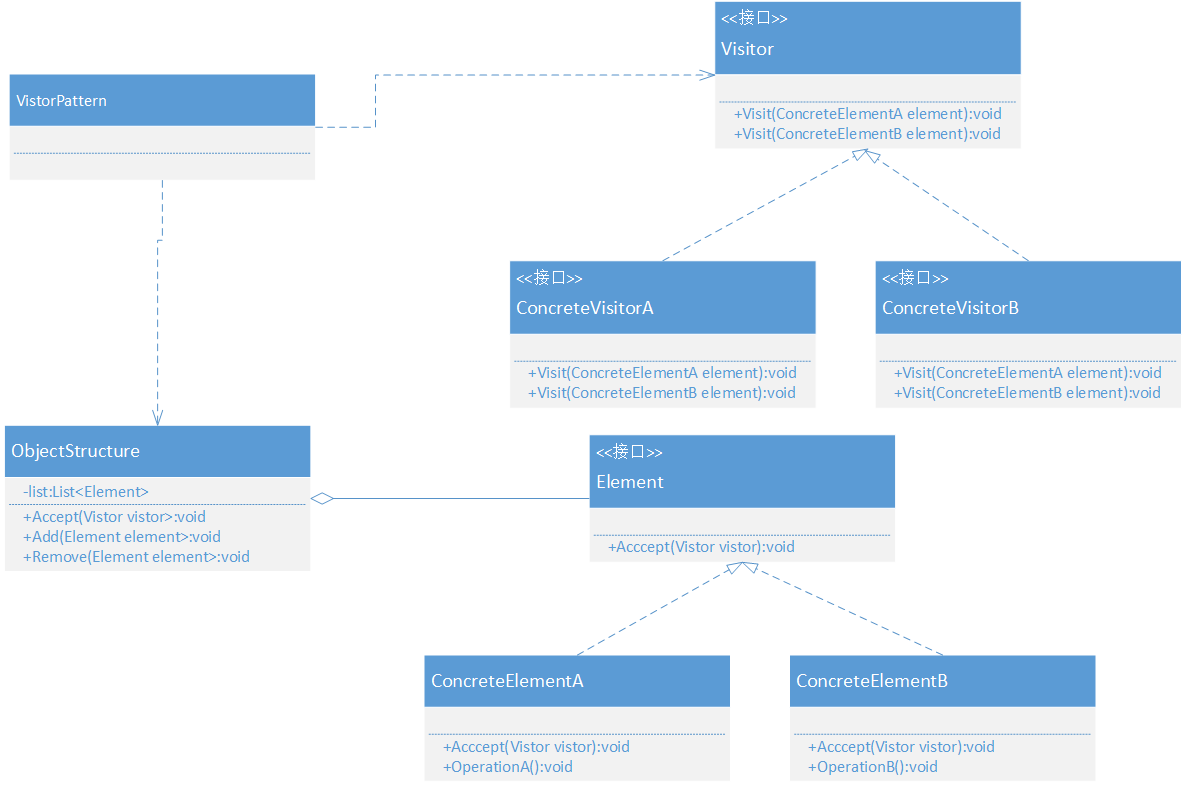 <<接口>>
Visitor
+Visit(ConcreteElementA element):void
+Visit(ConcreteElementB element):void
VistorPattern
<<接口>>
ConcreteVisitorA
+Visit(ConcreteElementA element):void
+Visit(ConcreteElementB element):void
<<接口>>
ConcreteVisitorB
+Visit(ConcreteElementA element):void
+Visit(ConcreteElementB element):void
ObjectStructure
-list:List<Element>
+Accept(Vistor vistor>:void
+Add(Element element>:void
+Remove(Element element>:void
<<接口>>
Element
+Acccept(Vistor vistor):void
ConcreteElementA
+Acccept(Vistor vistor):void
+OperationA():void
ConcreteElementB
+Acccept(Vistor vistor):void
+OperationB():void